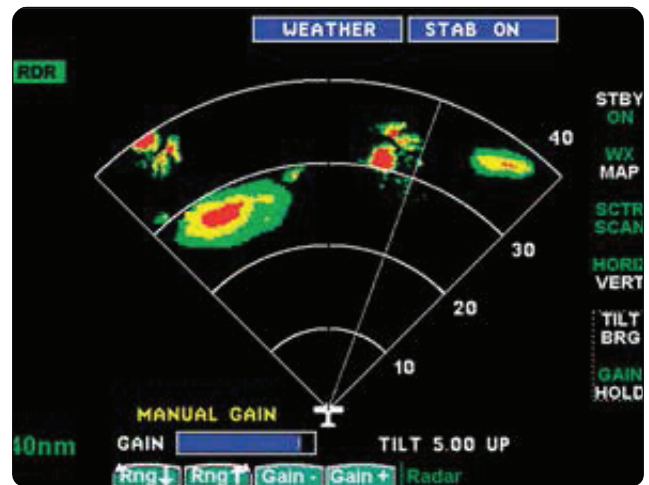 WEATHER STAB ON
RDR
STBY
ON
40
WX
MAP
SCTR
SCAN
30
HORIZ
VERT
20
TILT
BRG
10
GAIN
HOLD
MANUAL GAIN
40nm GAIN TILT 5.00 UP
Rng↓ Rng↑ Gain - Gain + Radar